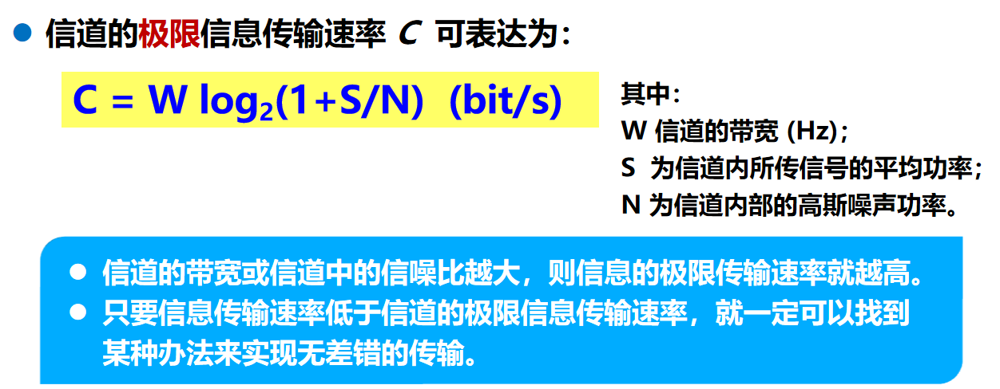 信道的极限信息传输速率 C 可表达为：
C = W log₂(1+S/N) (bit/s)
其中：
W 信道的带宽 (Hz)；
S 为信道内所传信号的平均功率；
N 为信道内部的高斯噪声功率。
信道的带宽或信道中的信噪比越大，则信息的极限传输速率就越高。
只要信息传输速率低于信道的极限信息传输速率，就一定可以找到
某种办法来实现无差错的传输。